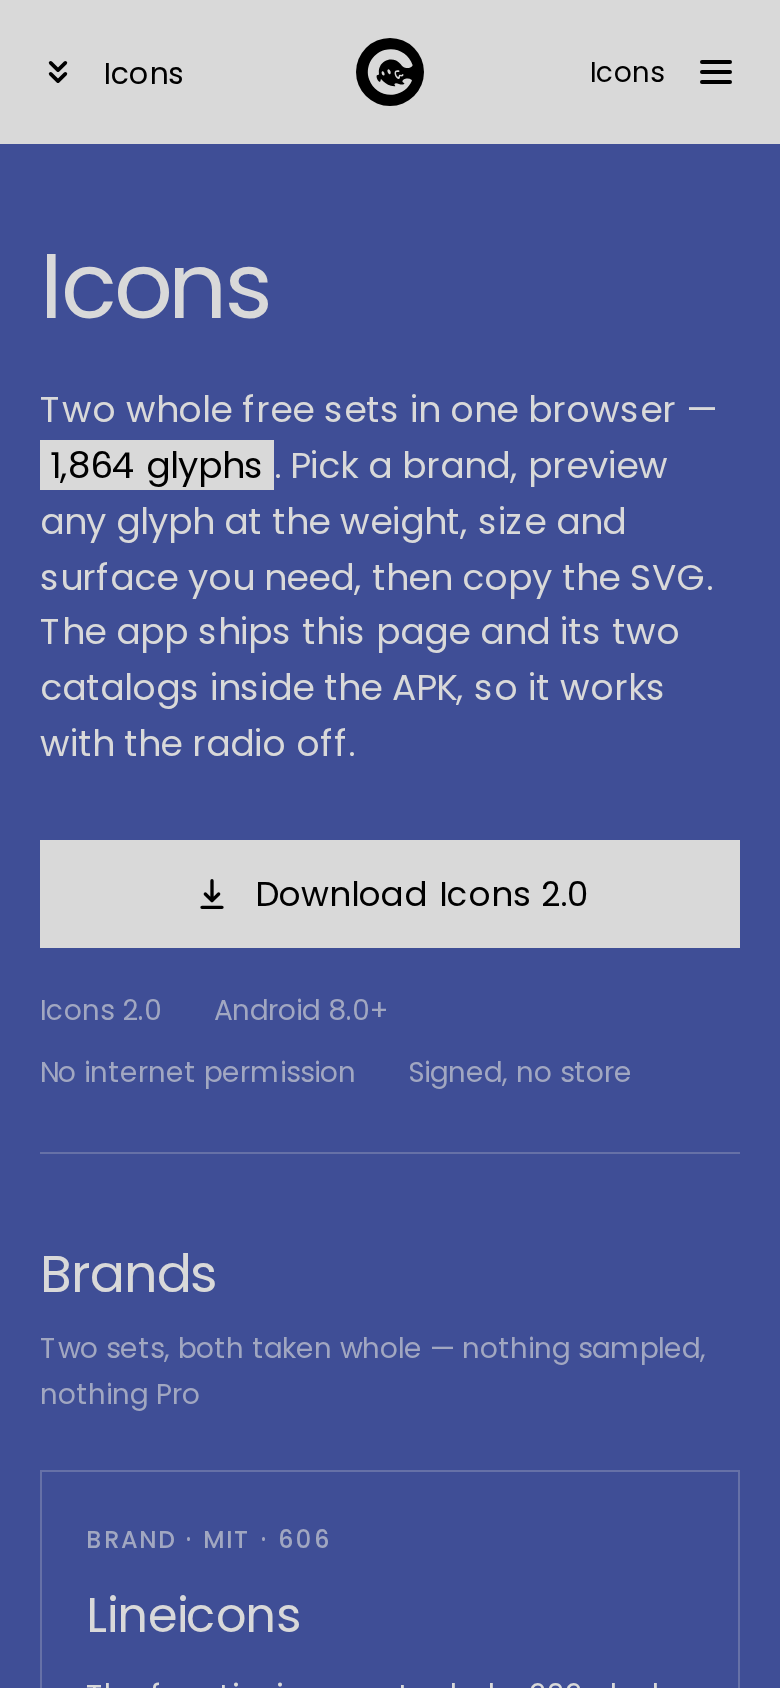 Icons
Icons
Icons
Two whole free sets in one browser —
1,864 glyphs. Pick a brand, preview
any glyph at the weight, size and
surface you need, then copy the SVG.
The app ships this page and its two
catalogs inside the APK, so it works
with the radio off.
Download Icons 2.0
Icons 2.0
Android 8.0+
No internet permission
Signed, no store
Brands
Two sets, both taken whole — nothing sampled,
nothing Pro
BRAND · MIT · 606
Lineicons